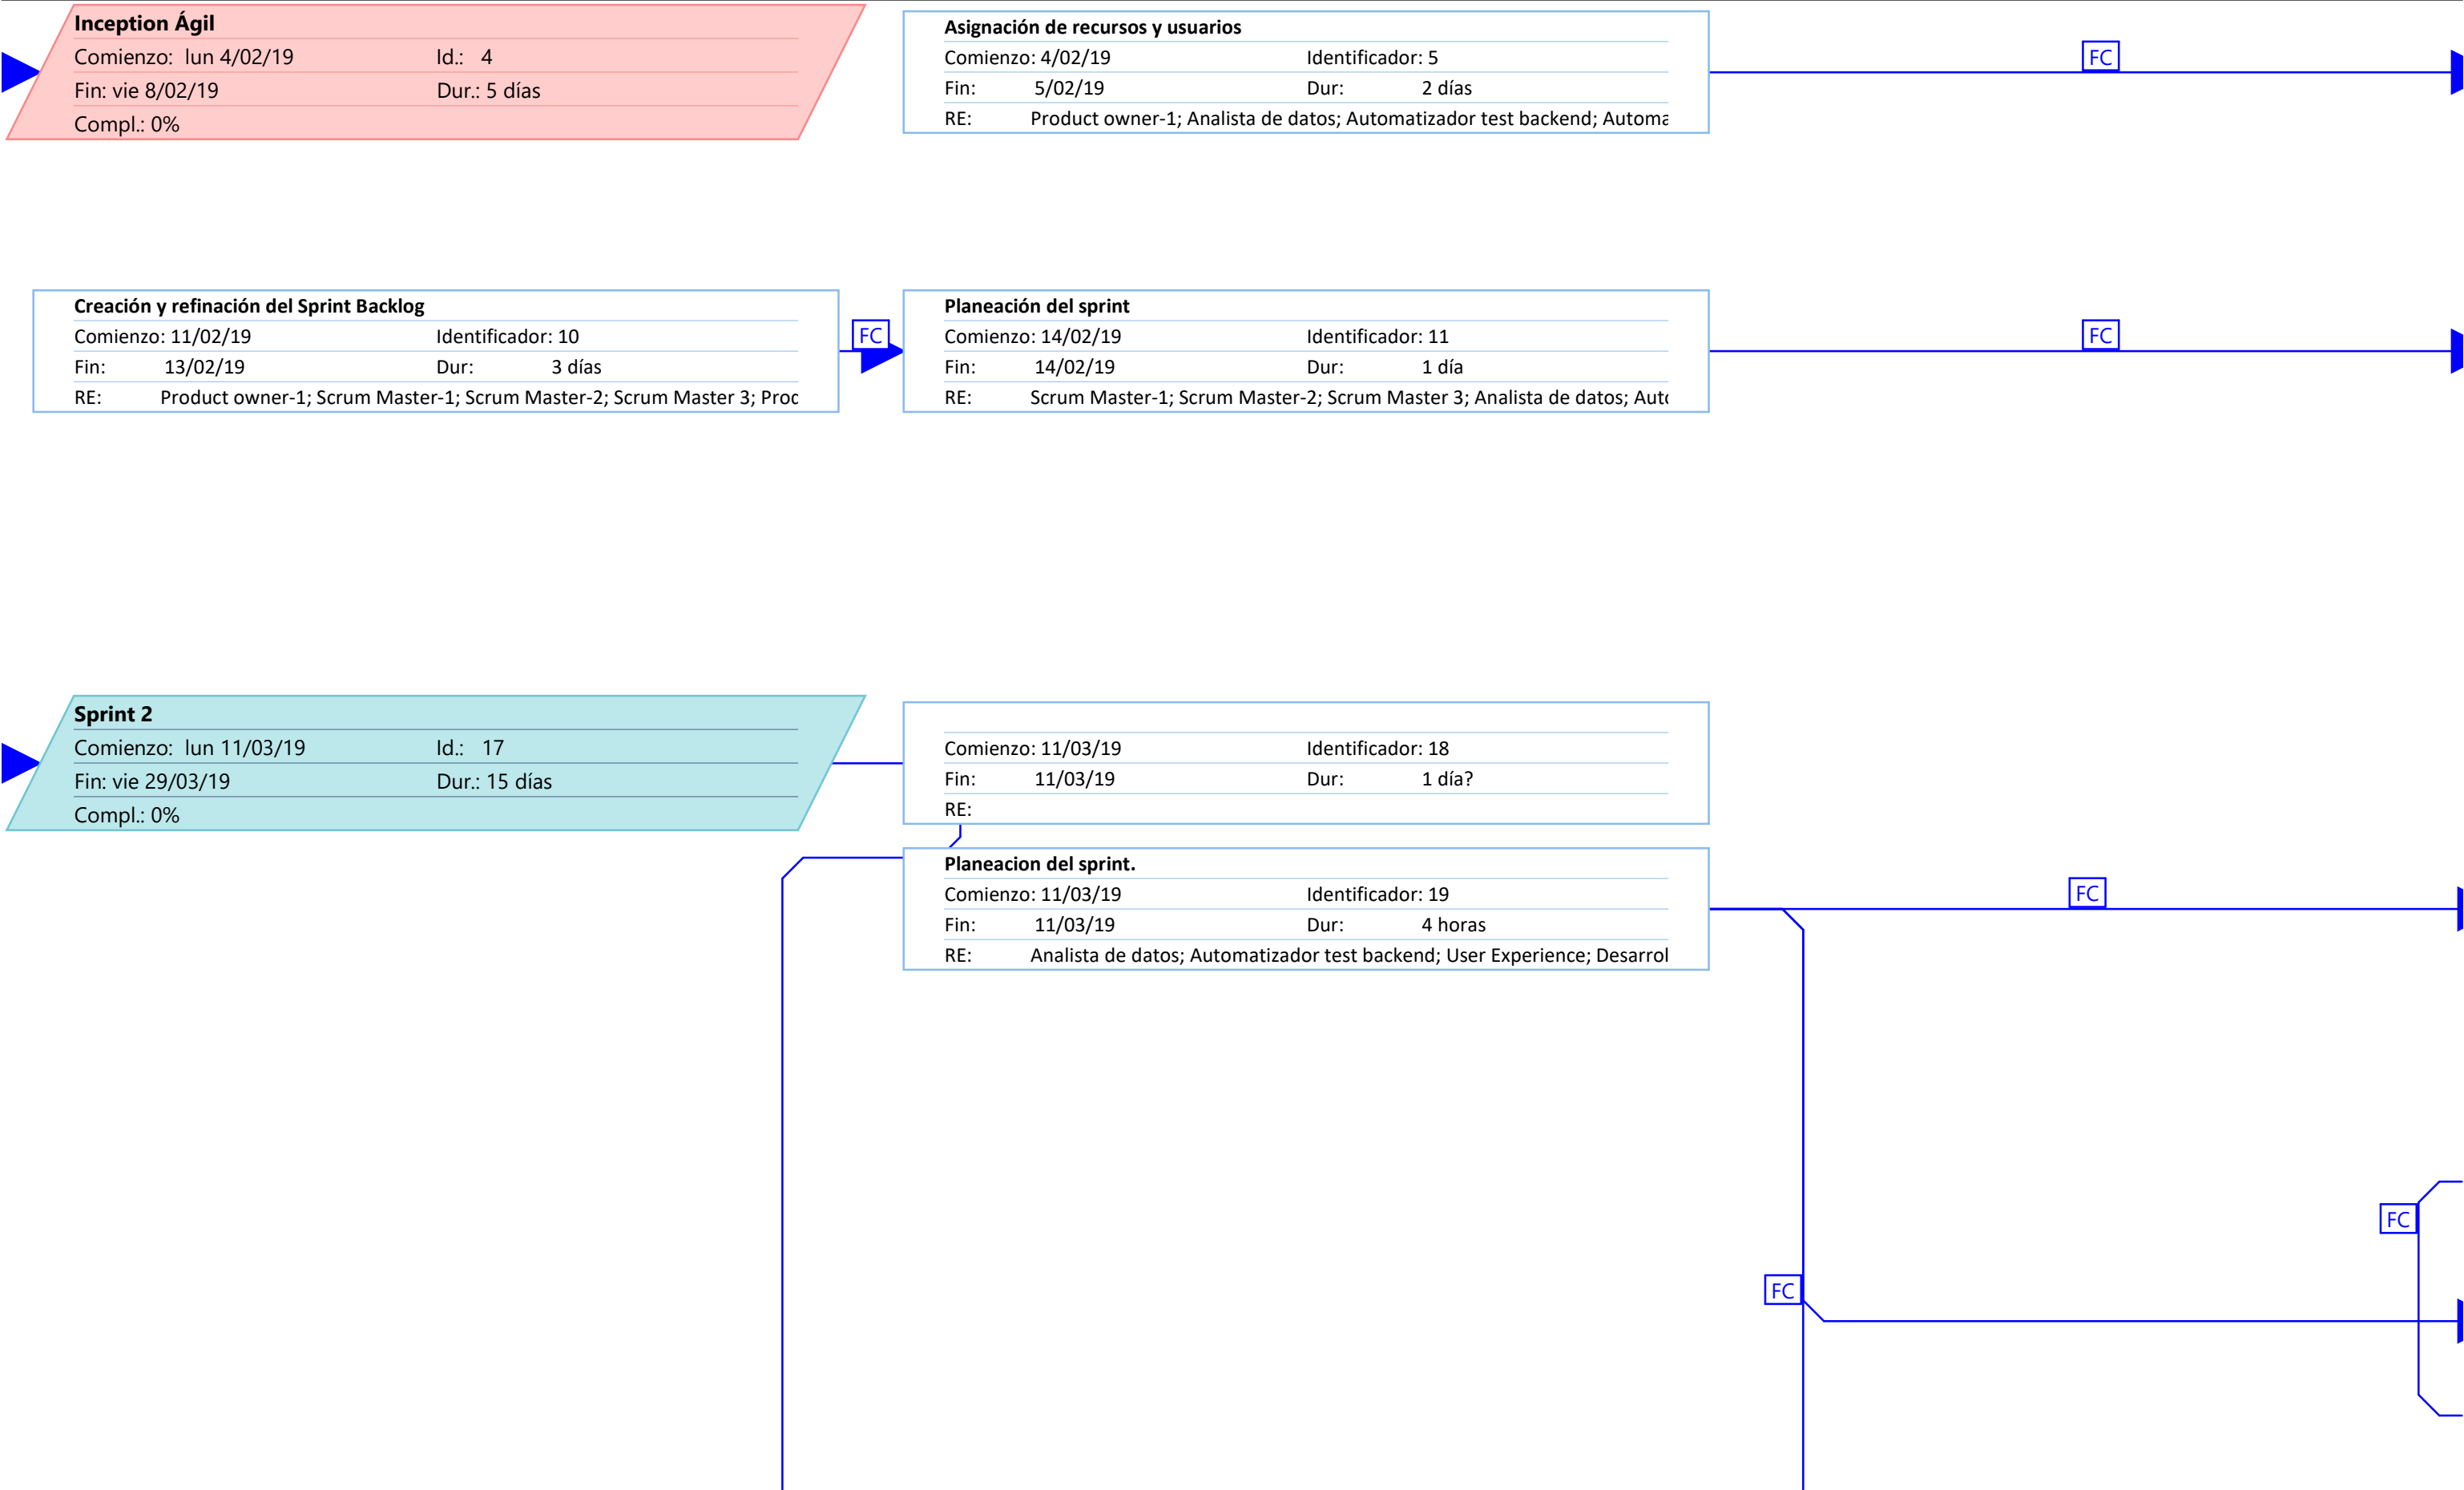 Inception Ágil
Comienzo: lun 4/02/19 Id.: 4
Fin: vie 8/02/19 Dur.: 5 días
Compl.: 0%
Asignación de recursos y usuarios
Comienzo: 4/02/19 Identificador: 5
Fin: 5/02/19 Dur: 2 días
RE: Product owner-1; Analista de datos; Automatizador test backend; Automa
FC
Creación y refinación del Sprint Backlog
Comienzo: 11/02/19 Identificador: 10
Fin: 13/02/19 Dur: 3 días
RE: Product owner-1; Scrum Master-1; Scrum Master-2; Scrum Master 3; Proc
FC
Planeación del sprint
Comienzo: 14/02/19 Identificador: 11
Fin: 14/02/19 Dur: 1 día
RE: Scrum Master-1; Scrum Master-2; Scrum Master 3; Analista de datos; Auto
FC
Sprint 2
Comienzo: lun 11/03/19 Id.: 17
Fin: vie 29/03/19 Dur.: 15 días
Compl.: 0%
Comienzo: 11/03/19 Identificador: 18
Fin: 11/03/19 Dur: 1 día?
RE:
Planeacion del sprint.
Comienzo: 11/03/19 Identificador: 19
Fin: 11/03/19 Dur: 4 horas
RE: Analista de datos; Automatizador test backend; User Experience; Desarrol
FC
FC
FC